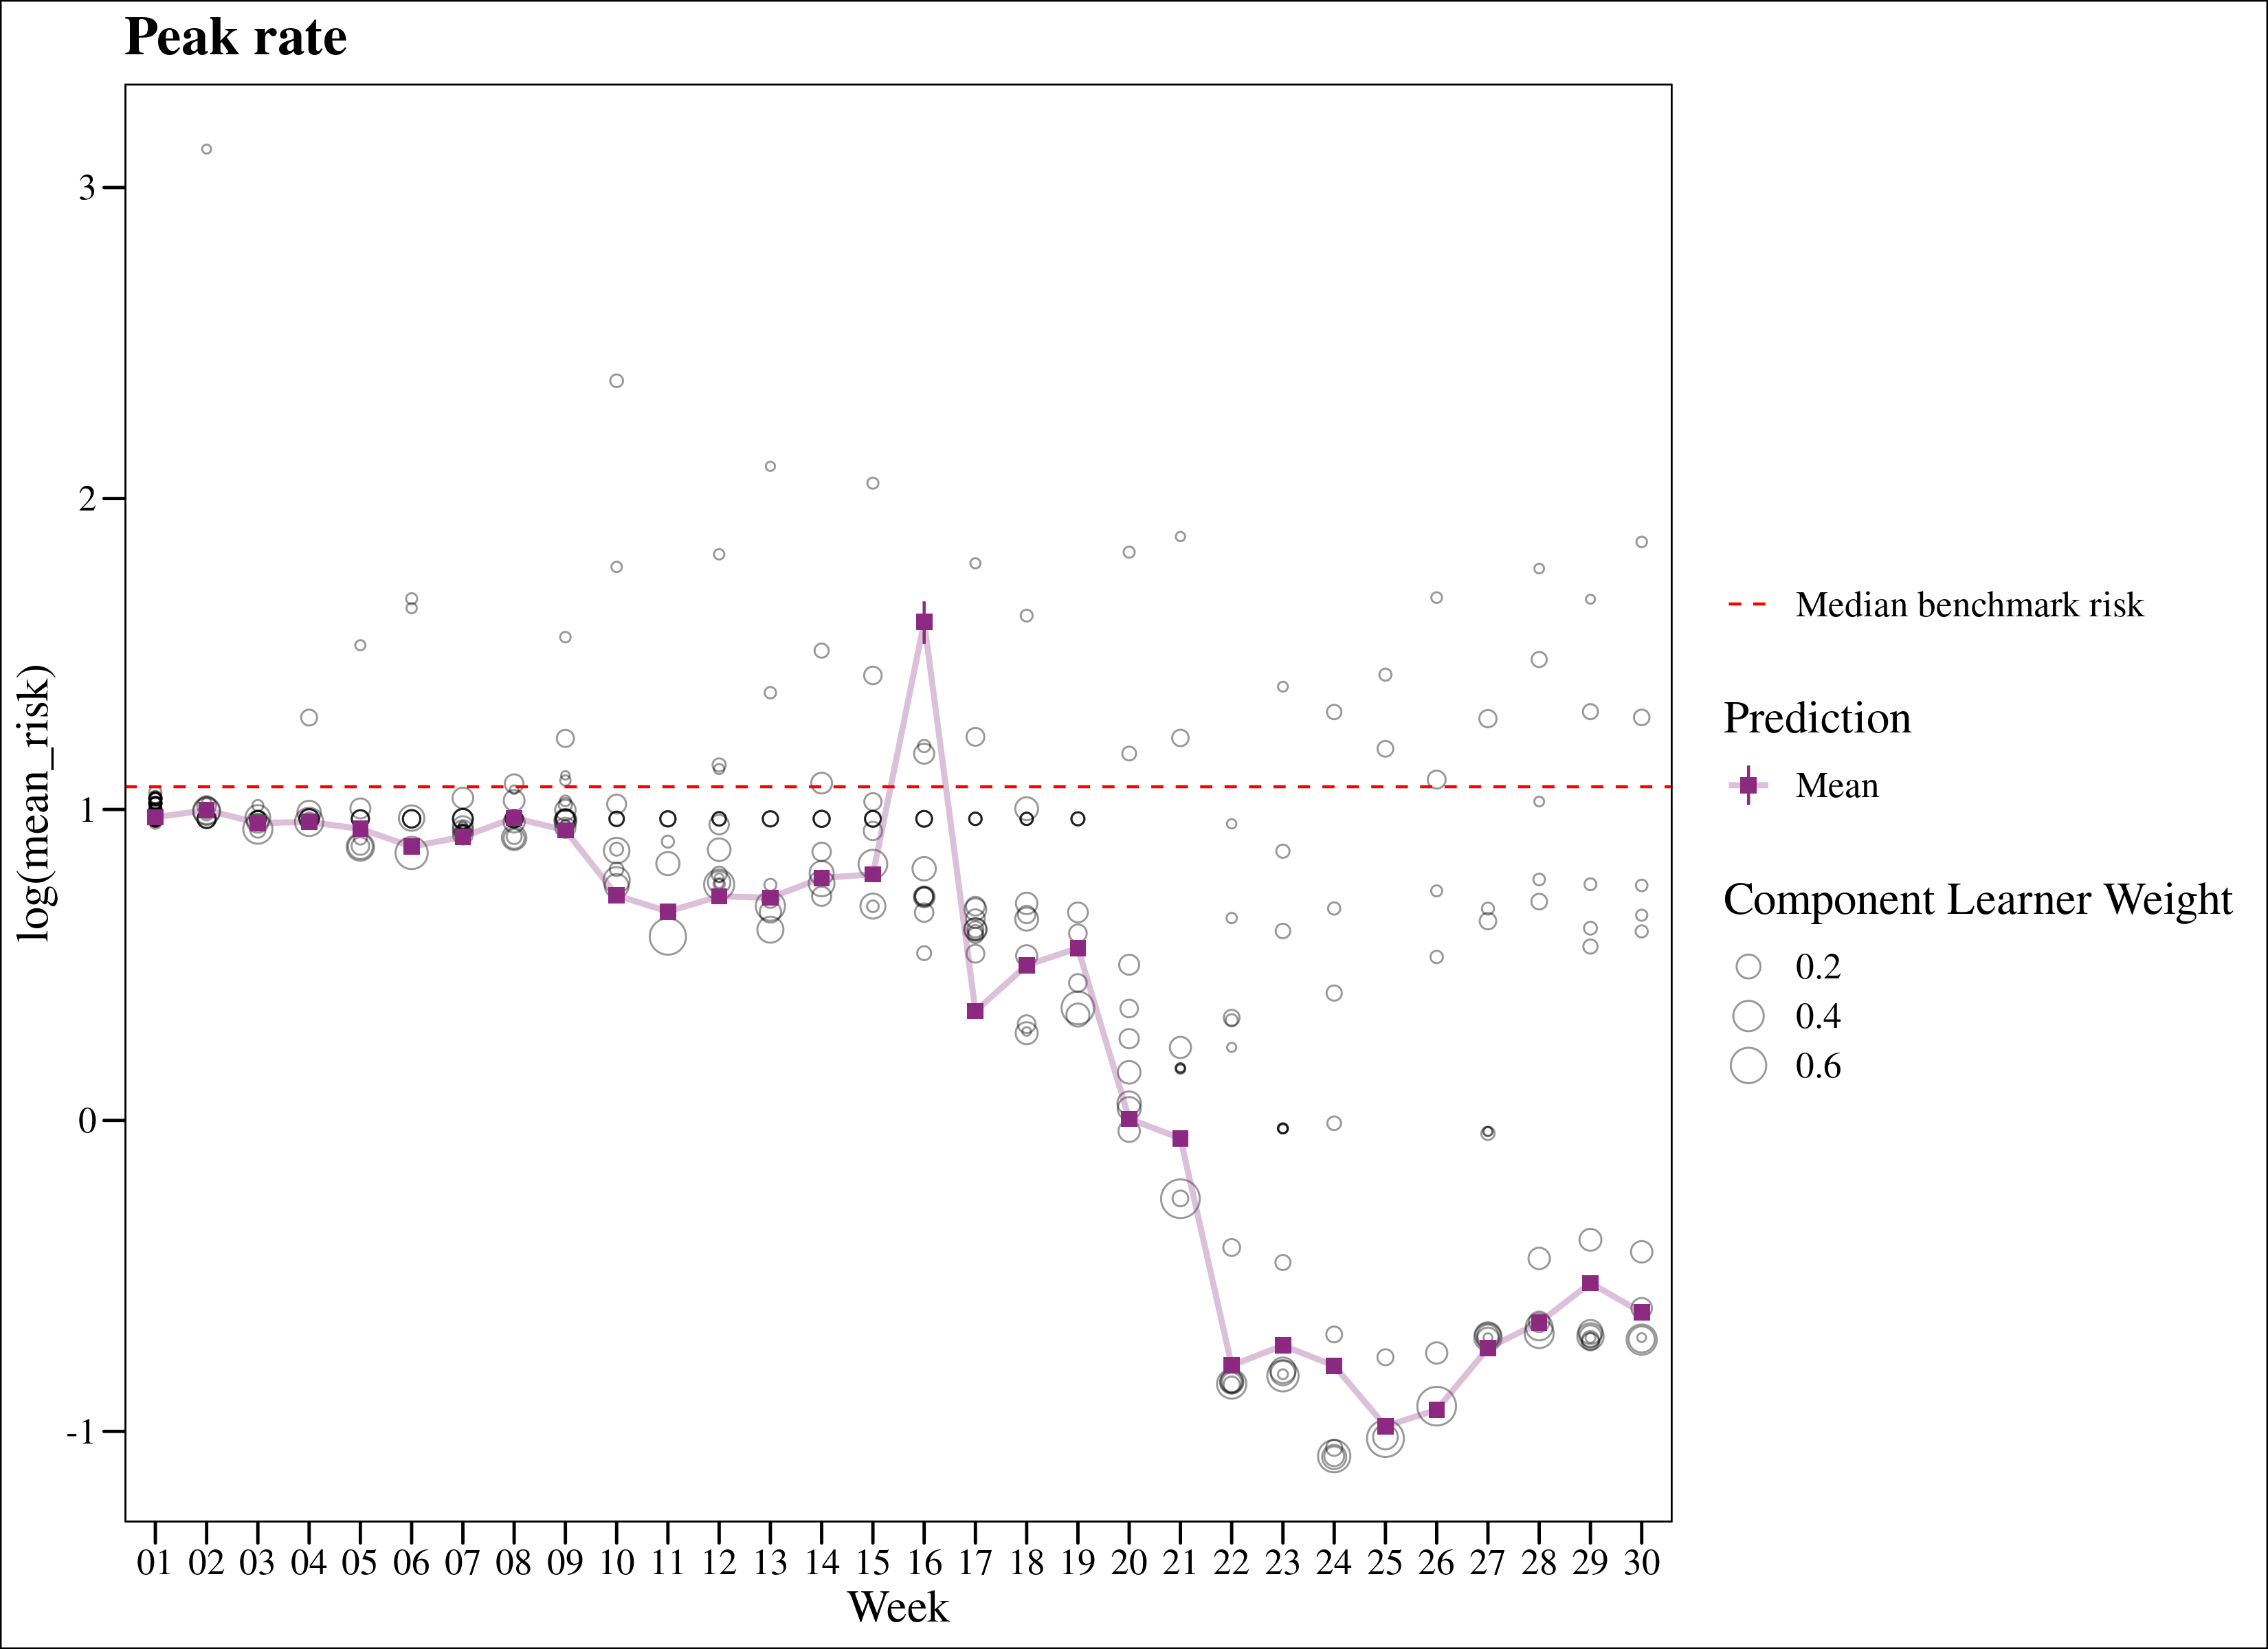 Peak rate
log(mean_risk)
3
2
1
0
-1
01 02 03 04 05 06 07 08 09 10 11 12 13 14 15 16 17 18 19 20 21 22 23 24 25 26 27 28 29 30
Week
Median benchmark risk
Prediction
Mean
Component Learner Weight
0.2
0.4
0.6